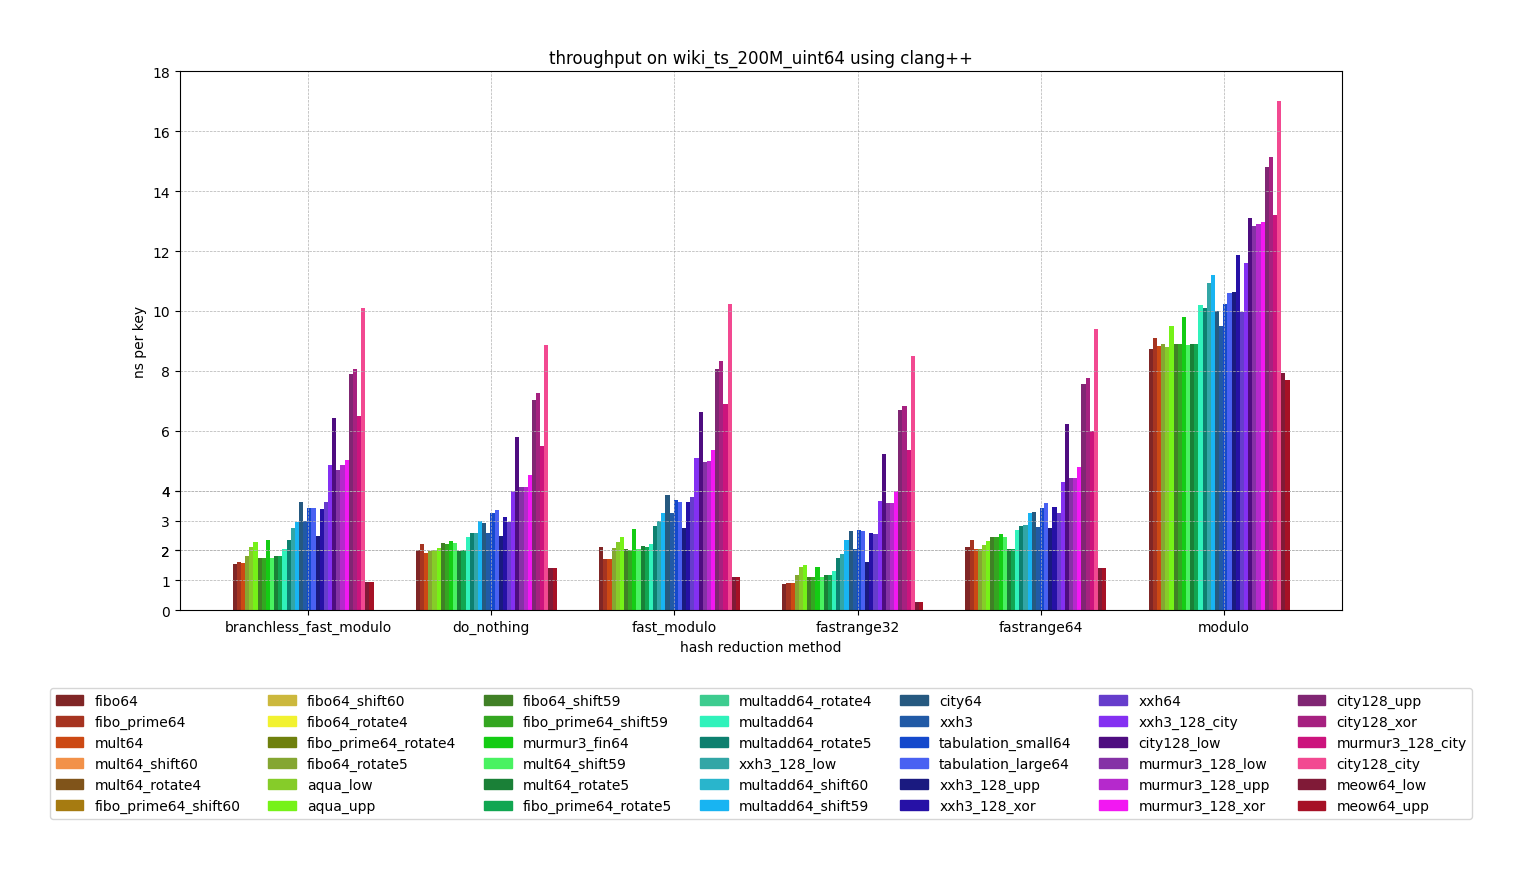 throughput on wiki_ts_200M_uint64 using clang++
18
16
14
12
10
8
6
4
3
2
1
0
ns per key
branchless_fast_modulo do_nothing fast_modulo fastrange32 fastrange64 modulo
hash reduction method
fibo64 fibo64_shift60 fibo64_shift59 multadd64_rotate4 city64 xxh64 city128_upp
fibo_prime64 fibo64_rotate4 fibo_prime64_shift59 multadd64 xxh3 xxh3_128_city city128_xor
mult64 fibo_prime64_rotate4 murmur3_fin64 multadd64_rotate5 tabulation_small64 city128_low murmur3_128_city
mult64_shift60 fibo64_rotate5 mult64_shift59 xxh3_128_low tabulation_large64 murmur3_128_low city128_city
mult64_rotate4 aqua_low mult64_rotate5 multadd64_shift60 xxh3_128_upp murmur3_128_upp meow64_low
fibo_prime64_shift60 aqua_upp fibo_prime64_rotate5 multadd64_shift59 xxh3_128_xor murmur3_128_xor meow64_upp